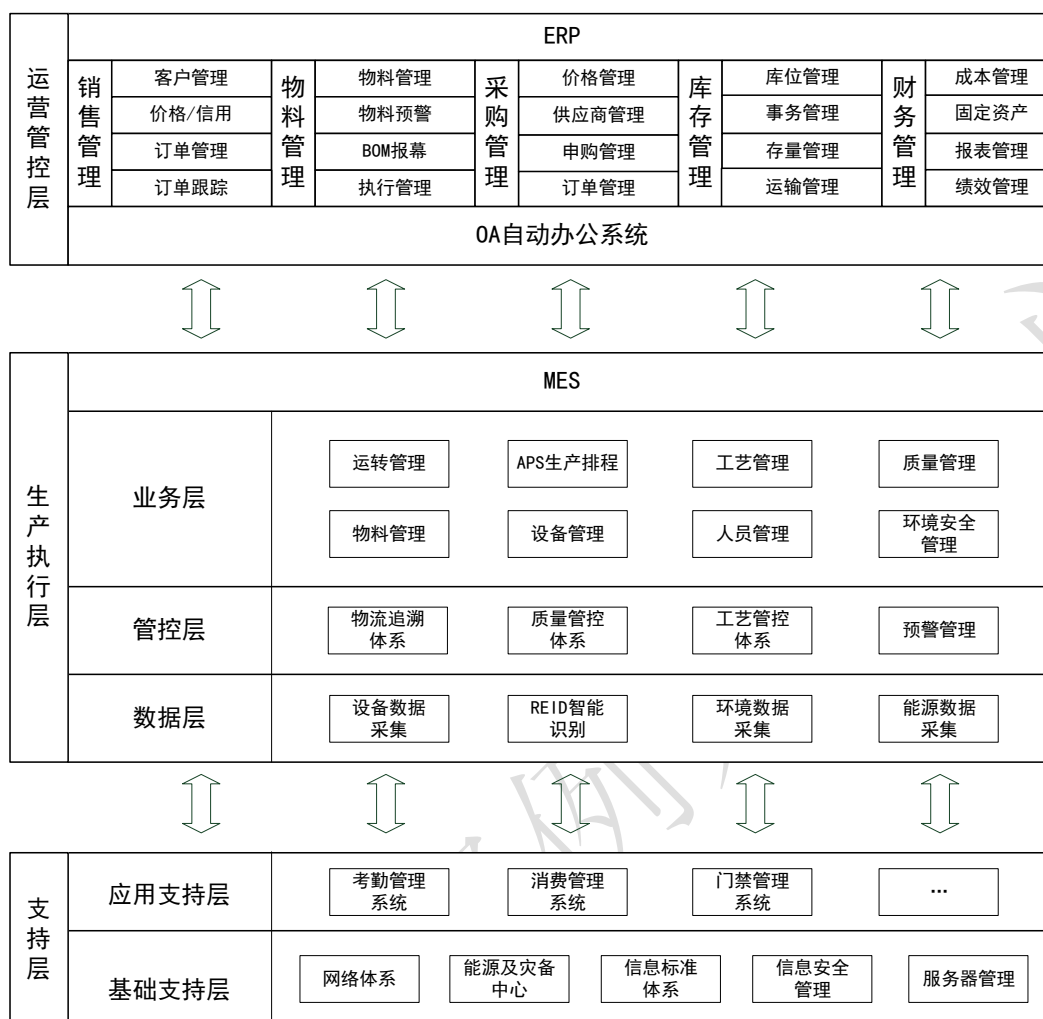 ERP
运营管控层
销售管理
客户管理
价格/信用
订单管理
订单跟踪
物料管理
物料管理
物料预警
BOM报幕
执行管理
采购管理
价格管理
供应商管理
申购管理
订单管理
库存管理
库位管理
事务管理
存量管理
运输管理
财务管理
成本管理
固定资产
报表管理
绩效管理
OA自动办公系统
生产执行层
MES
业务层
运转管理
APS生产排程
工艺管理
质量管理
物料管理
设备管理
人员管理
环境安全
管理
管控层
物流追溯
体系
质量管控
体系
工艺管控
体系
预警管理
数据层
设备数据
采集
REID智能
识别
环境数据
采集
能源数据
采集
支持层
应用支持层
考勤管理
系统
消费管理
系统
门禁管理
系统
…
基础支持层
网络体系
能源及灾备
中心
信息标准
体系
信息安全
管理
服务器管理